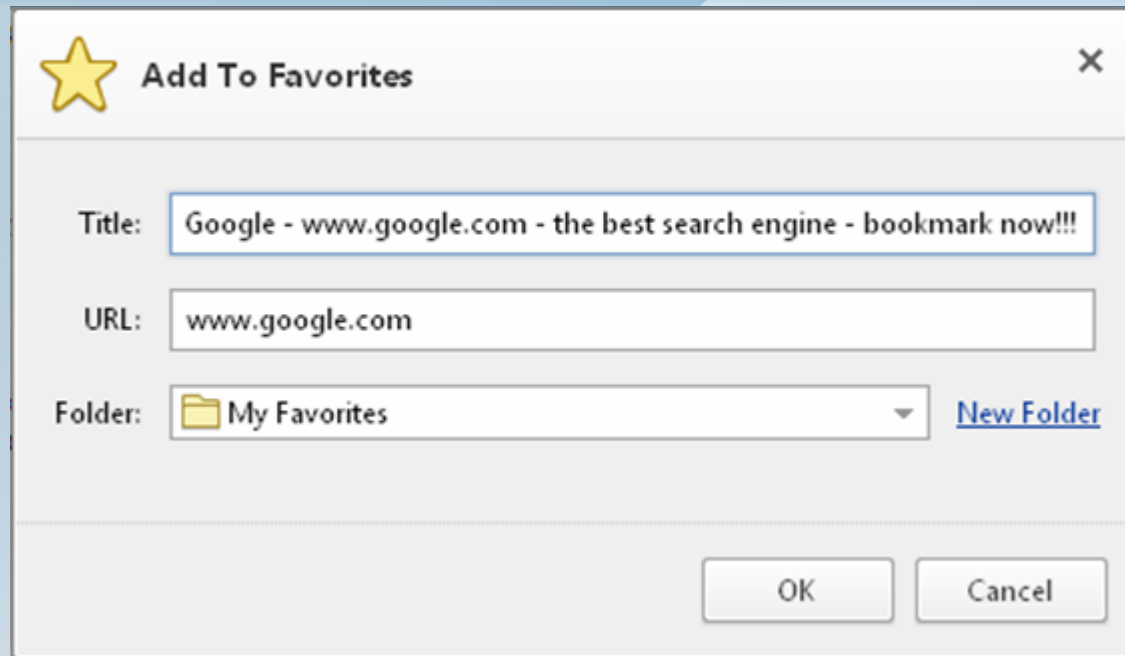 Add To Favorites
Title: Google - www.google.com - the best search engine - bookmark now!!!
URL: www.google.com
Folder: My Favorites New Folder
OK Cancel